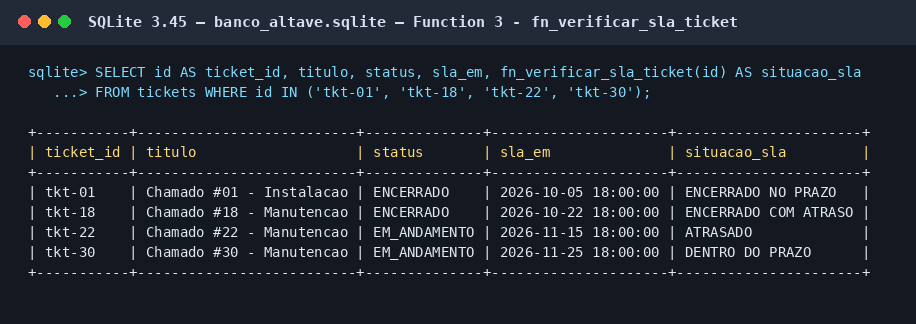 SQLite 3.45 — banco_altave.sqlite — Function 3 - fn_verificar_sla_ticket
sqlite> SELECT id AS ticket_id, titulo, status, sla_em, fn_verificar_sla_ticket(id) AS situacao_sla
   ...> FROM tickets WHERE id IN ('tkt-01', 'tkt-18', 'tkt-22', 'tkt-30');
+-----------+--------------------------+--------------+---------------------+----------------------+
| ticket_id | titulo                   | status       | sla_em              | situacao_sla         |
+-----------+--------------------------+--------------+---------------------+----------------------+
| tkt-01    | Chamado #01 - Instalacao | ENCERRADO    | 2026-10-05 18:00:00 | ENCERRADO NO PRAZO   |
| tkt-18    | Chamado #18 - Manutencao | ENCERRADO    | 2026-10-22 18:00:00 | ENCERRADO COM ATRASO |
| tkt-22    | Chamado #22 - Manutencao | EM_ANDAMENTO | 2026-11-15 18:00:00 | ATRASADO             |
| tkt-30    | Chamado #30 - Manutencao | EM_ANDAMENTO | 2026-11-25 18:00:00 | DENTRO DO PRAZO      |
+-----------+--------------------------+--------------+---------------------+----------------------+